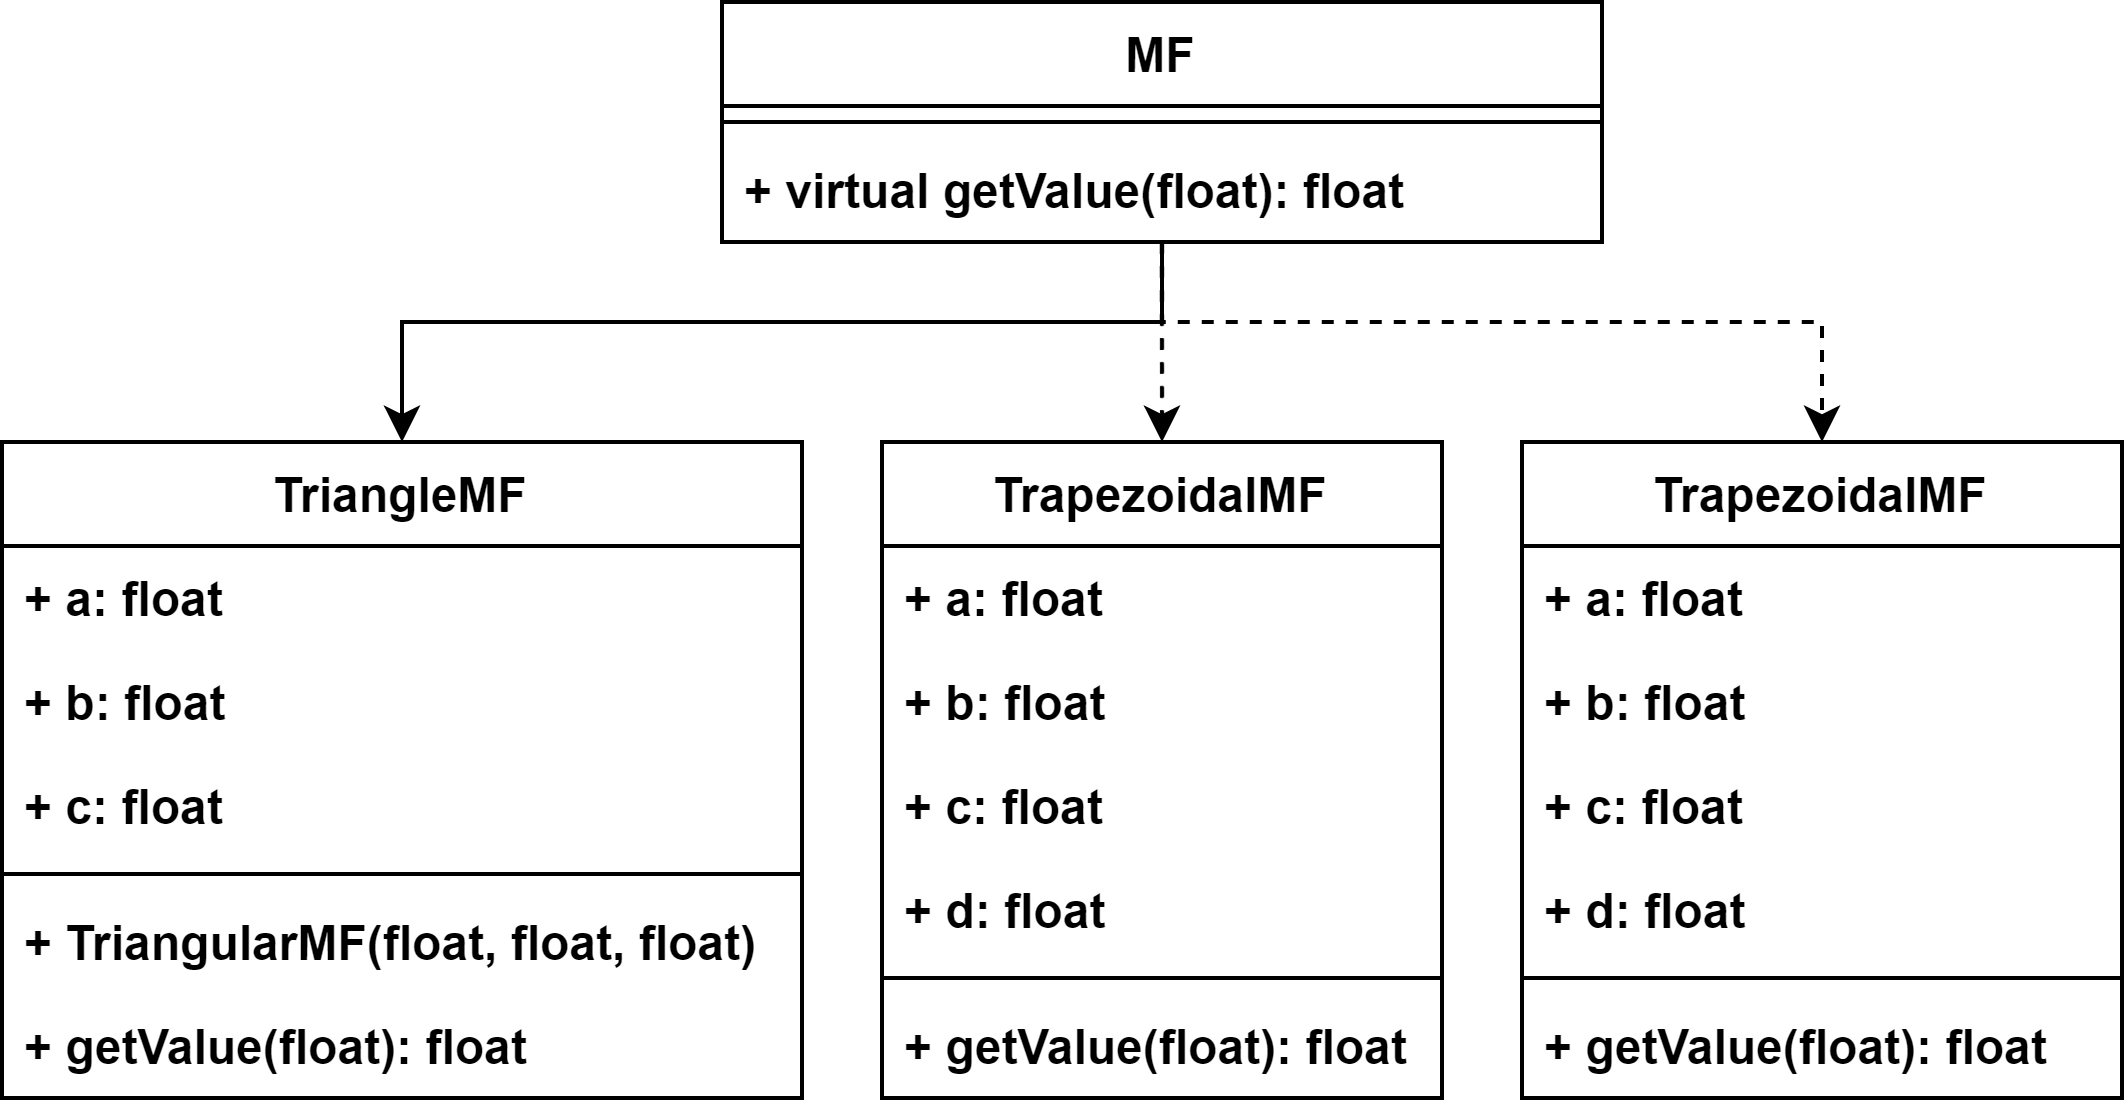 MF
+ virtual getValue(float): float
TriangleMF
+ a: float
+ b: float
+ c: float
+ TriangularMF(float, float, float)
+ getValue(float): float
TrapezoidalMF
+ a: float
+ b: float
+ c: float
+ d: float
+ getValue(float): float
TrapezoidalMF
+ a: float
+ b: float
+ c: float
+ d: float
+ getValue(float): float